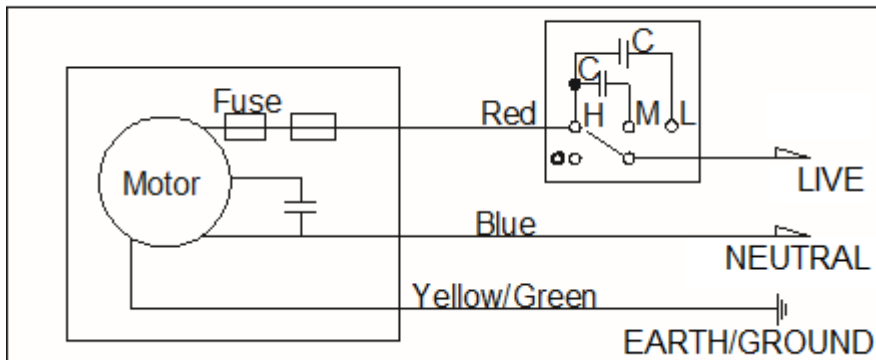 C
C
Fuse
Red
H
M
L
o
Motor
LIVE
Blue
NEUTRAL
Yellow/Green
EARTH/GROUND